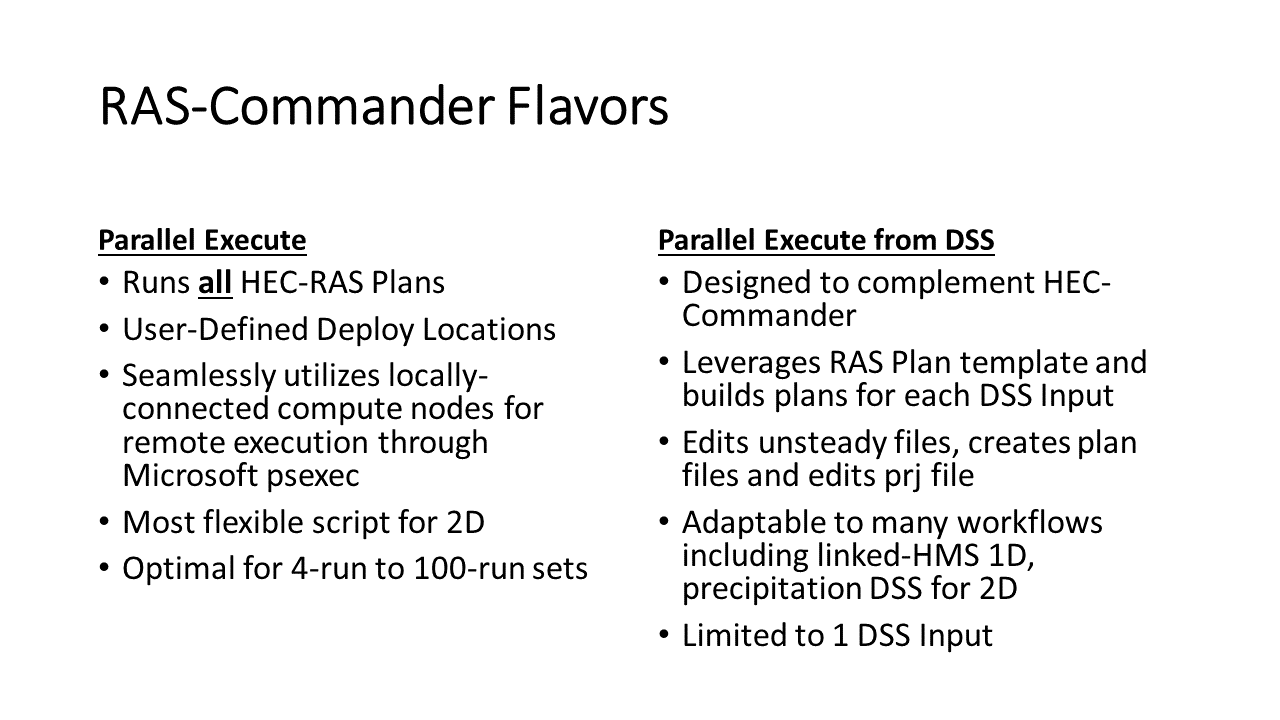 RAS-Commander Flavors
Parallel Execute
• Runs all HEC-RAS Plans
• User-Defined Deploy Locations
• Seamlessly utilizes locally-
connected compute nodes for
remote execution through
Microsoft psexec
• Most flexible script for 2D
• Optimal for 4-run to 100-run sets
Parallel Execute from DSS
• Designed to complement HEC-
Commander
• Leverages RAS Plan template and
builds plans for each DSS Input
• Edits unsteady files, creates plan
files and edits prj file
• Adaptable to many workflows
including linked-HMS 1D,
precipitation DSS for 2D
• Limited to 1 DSS Input